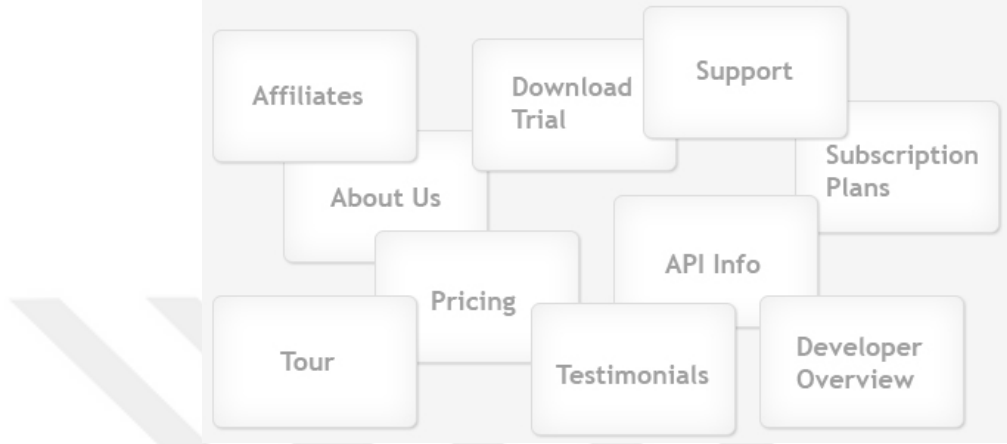 Affiliates
Download
Trial
Support
About Us
Subscription
Plans
API Info
Pricing
Tour
Testimonials
Developer
Overview